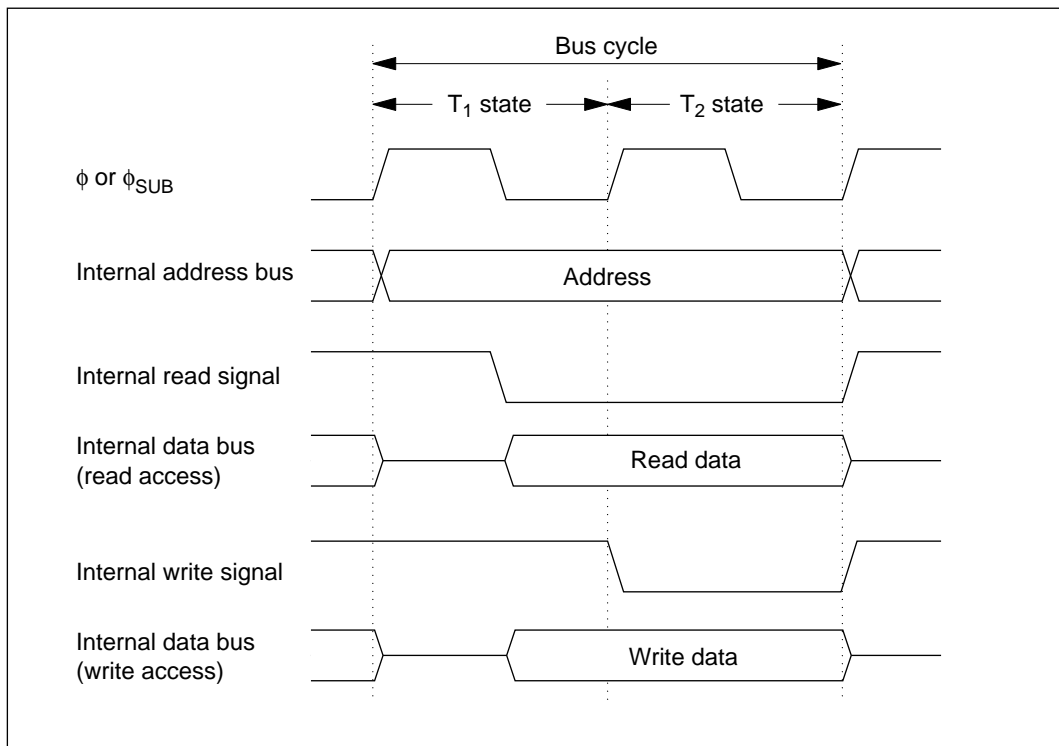 Bus cycle
T₁ state
T₂ state
ϕ or ϕSUB
Internal address bus
Address
Internal read signal
Internal data bus
(read access)
Read data
Internal write signal
Internal data bus
(write access)
Write data